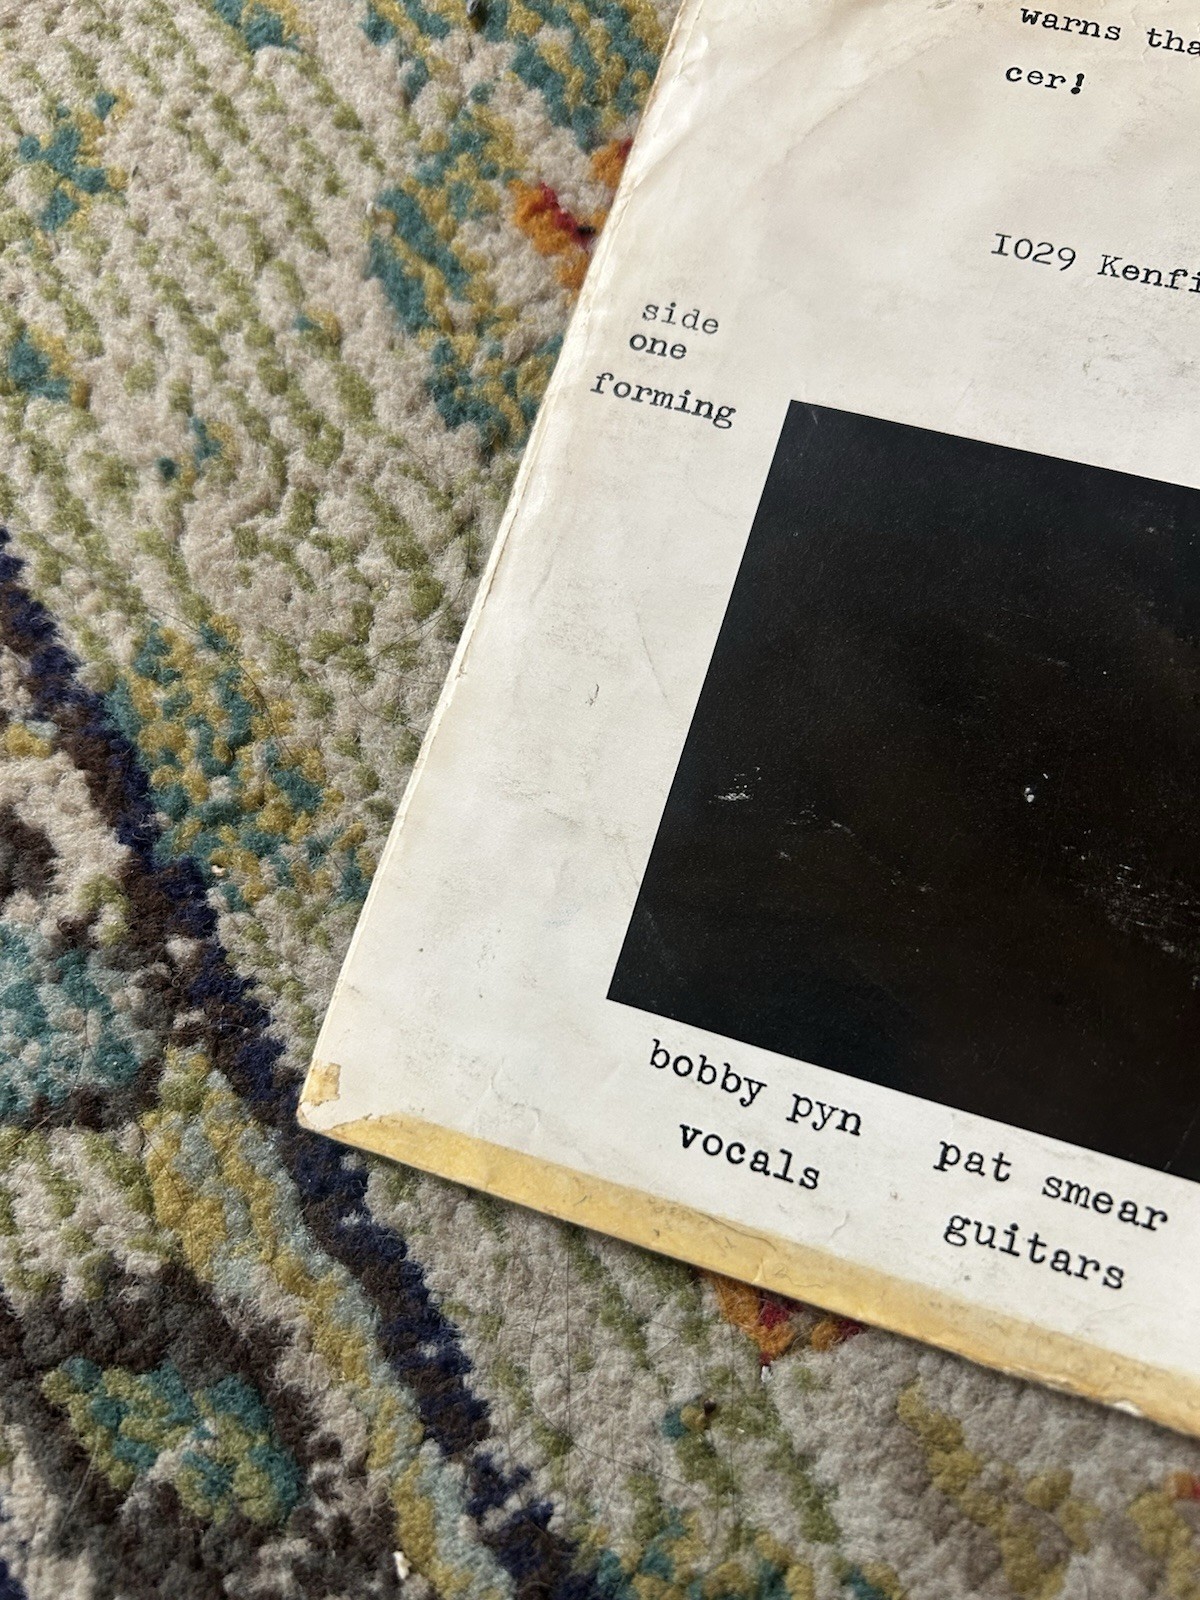 warns tha
cer!
I029 Kenfi
side
one
forming
bobby pyn
vocals
pat smear
guitars